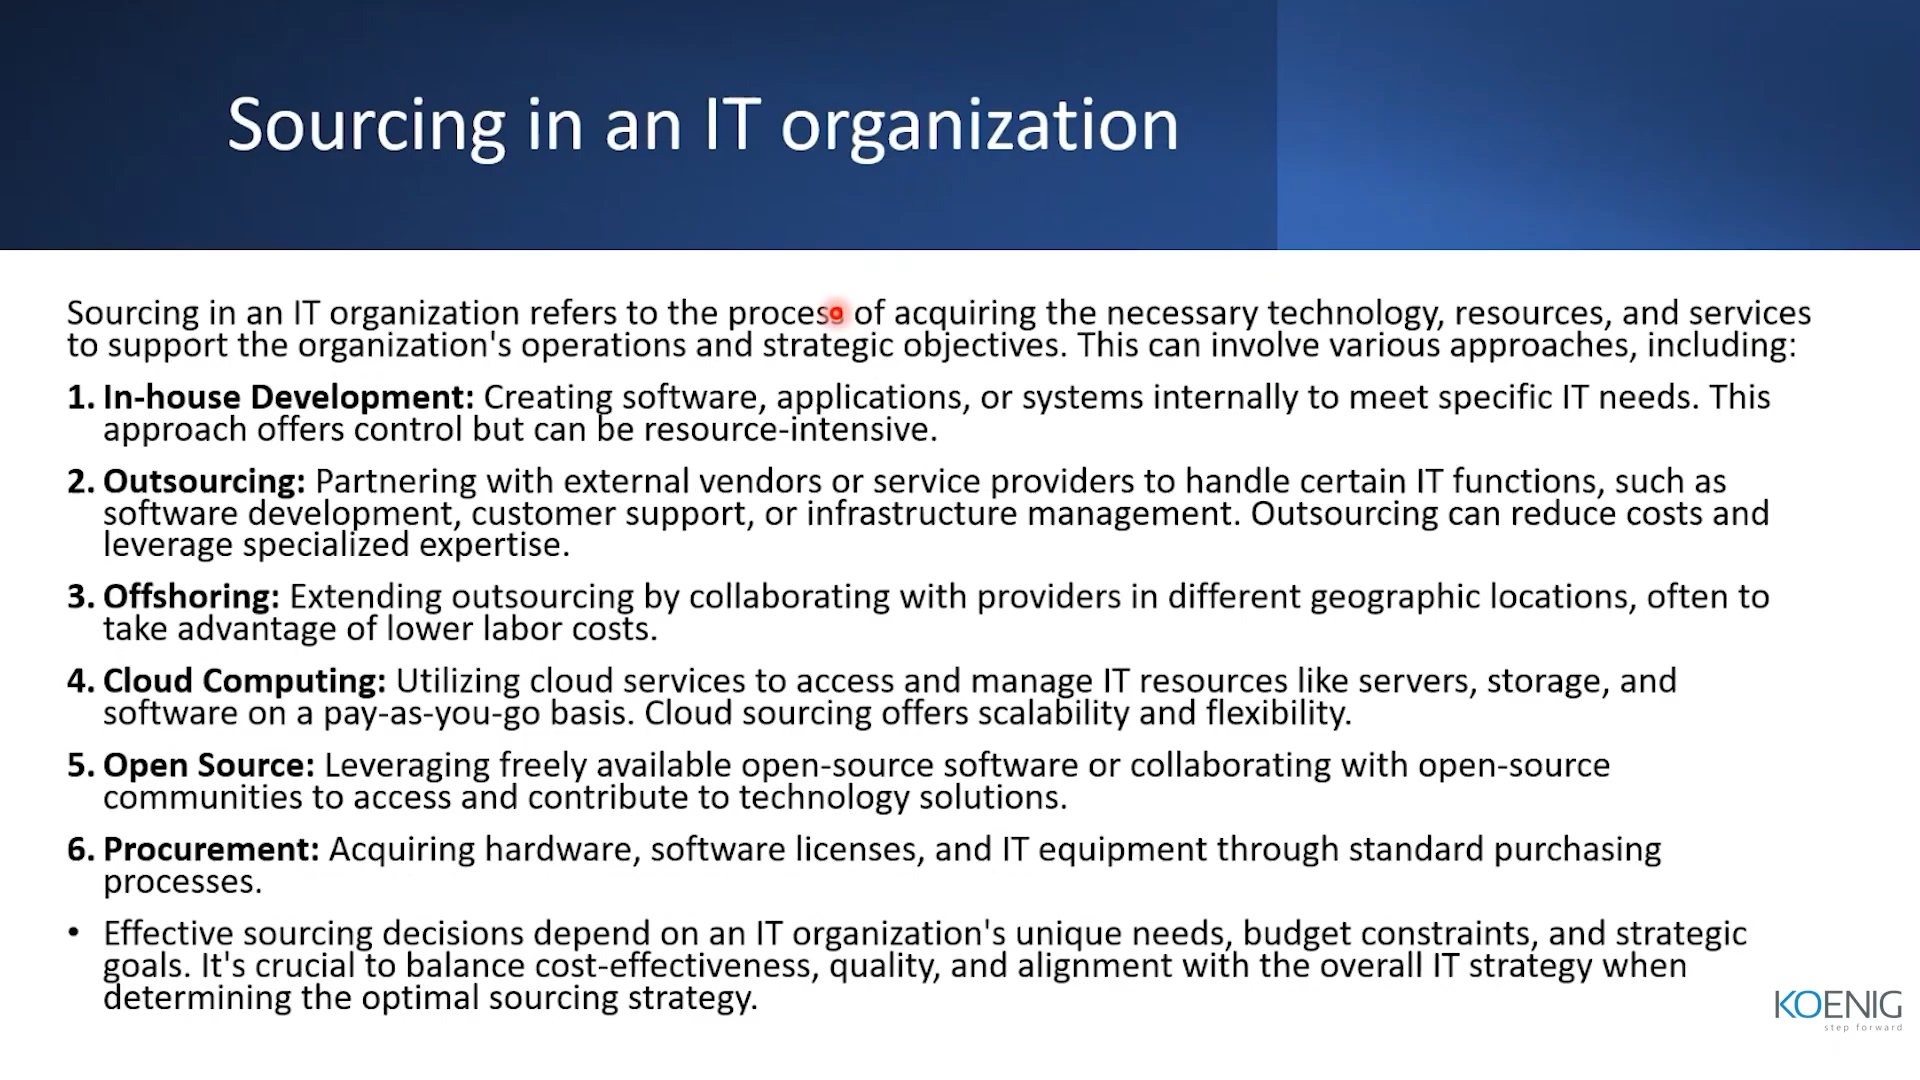 Sourcing in an IT organization
Sourcing in an IT organization refers to the process of acquiring the necessary technology, resources, and services
to support the organization's operations and strategic objectives. This can involve various approaches, including:
1. In-house Development: Creating software, applications, or systems internally to meet specific IT needs. This
approach offers control but can be resource-intensive.
2. Outsourcing: Partnering with external vendors or service providers to handle certain IT functions, such as
software development, customer support, or infrastructure management. Outsourcing can reduce costs and
leverage specialized expertise.
3. Offshoring: Extending outsourcing by collaborating with providers in different geographic locations, often to
take advantage of lower labor costs.
4. Cloud Computing: Utilizing cloud services to access and manage IT resources like servers, storage, and
software on a pay-as-you-go basis. Cloud sourcing offers scalability and flexibility.
5. Open Source: Leveraging freely available open-source software or collaborating with open-source
communities to access and contribute to technology solutions.
6. Procurement: Acquiring hardware, software licenses, and IT equipment through standard purchasing
processes.
• Effective sourcing decisions depend on an IT organization's unique needs, budget constraints, and strategic
goals. It's crucial to balance cost-effectiveness, quality, and alignment with the overall IT strategy when
determining the optimal sourcing strategy.
KOENIG
step forward